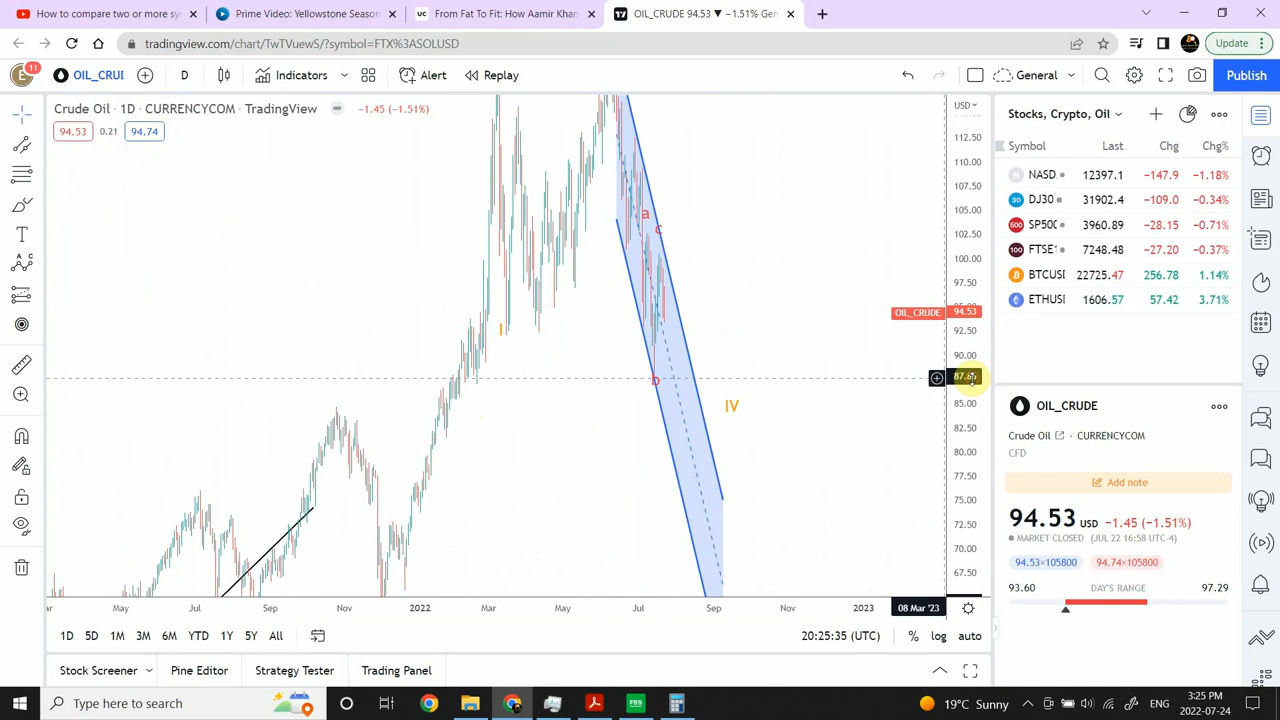 How to compare two or more sy
Prime Video: Yellowstone Season
From Fat To Fit: How Aamir Khan
OIL_CRUDE 94.53 ▼ −1.51% Gen
tradingview.com/chart/TwTVuewS/?symbol=FTX%3ASOLUSD
Update
E
11
OIL_CRUI
D
Indicators
Alert
Replay
General
Publish
Crude Oil · 1D · CURRENCYCOM · TradingView
−1.45 (−1.51%)
USD
94.53
0.21
94.74
112.50
110.00
107.50
105.00
102.50
100.00
97.50
OIL_CRUDE
94.53
92.50
90.00
85.00
82.50
80.00
77.50
75.00
72.50
70.00
67.50
a
c
I
b
IV
May
Jul
Sep
Nov
2022
Mar
May
Jul
Sep
Nov
2023
08 Mar '23
1D 5D 1M 3M 6M YTD 1Y 5Y All
20:25:35 (UTC)
% log auto
Stock Screener
Pine Editor
Strategy Tester
Trading Panel
Stocks, Crypto, Oil
Symbol Last Chg Chg%
NASD 12397.1 −147.9 −1.18%
30 DJ30 31902.4 −109.0 −0.34%
500 SP50 3960.89 −28.15 −0.71%
100 FTSE1 7248.48 −27.20 −0.37%
BTCUSI 22725.47 256.78 1.14%
ETHUSI 1606.57 57.42 3.71%
OIL_CRUDE
Crude Oil · CURRENCYCOM
CFD
Add note
94.53 USD −1.45 (−1.51%)
MARKET CLOSED (JUL 22 16:58 UTC-4)
94.53×105800
94.74×105800
93.60 DAY'S RANGE 97.29
Type here to search
FBS
19°C Sunny
ENG
3:25 PM
2022-07-24